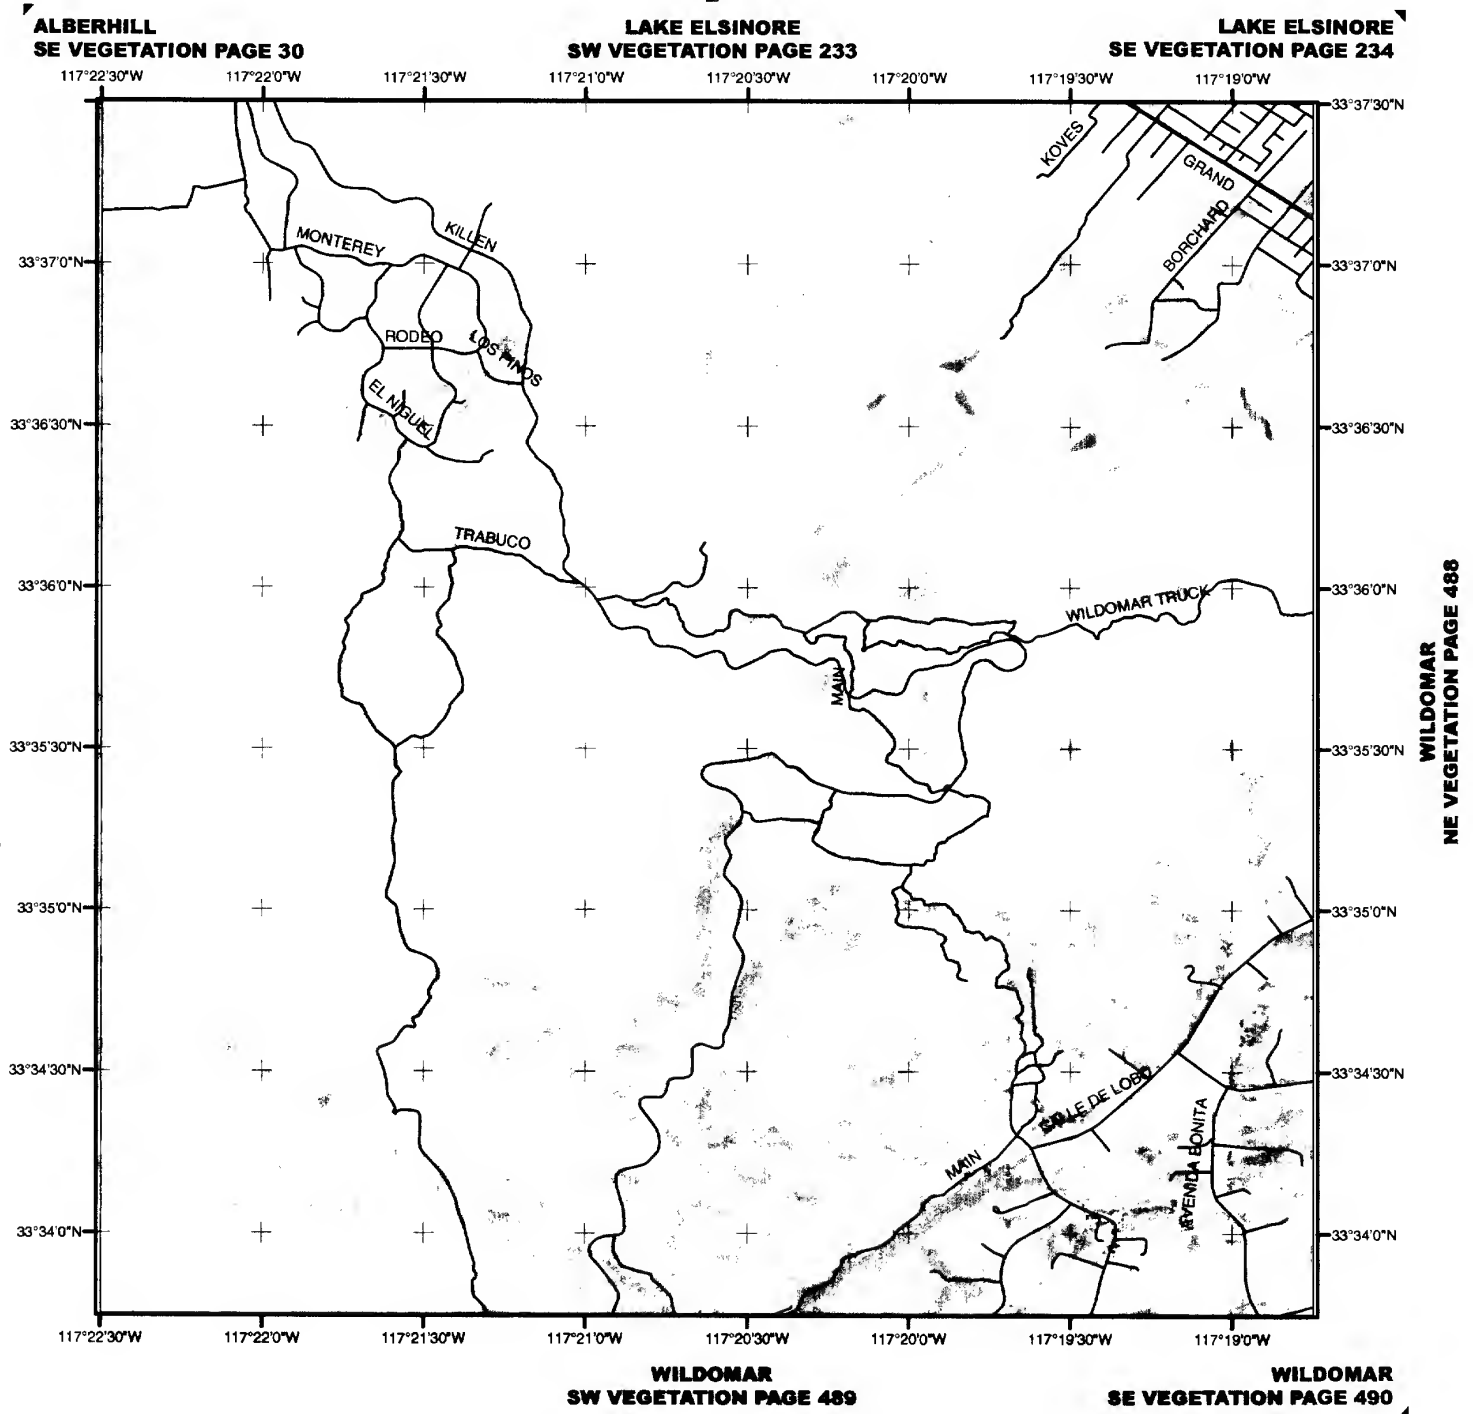 ALBERHILL
SE VEGETATION PAGE 30
LAKE ELSINORE
SW VEGETATION PAGE 233
LAKE ELSINORE
SE VEGETATION PAGE 234
117°22'30"W 117°22'0"W 117°21'30"W 117°21'0"W 117°20'30"W 117°20'0"W 117°19'30"W 117°19'0"W
33°37'30"N
KOVES
GRAND
BORCHARD
KILLEN
MONTEREY
33°37'0"N
33°37'0"N
RODEO
LOS PINOS
EL NIGUEL
33°36'30"N
33°36'30"N
TRABUCO
33°36'0"N
33°36'0"N
WILDOMAR TRUCK
MAIN
WILDOMAR
NE VEGETATION PAGE 488
33°35'30"N
33°35'30"N
33°35'0"N
33°35'0"N
33°34'30"N
33°34'30"N
CALLE DE LOBO
AVENIDA BONITA
MAIN
33°34'0"N
33°34'0"N
117°22'30"W 117°22'0"W 117°21'30"W 117°21'0"W 117°20'30"W 117°20'0"W 117°19'30"W 117°19'0"W
WILDOMAR
SW VEGETATION PAGE 489
WILDOMAR
SE VEGETATION PAGE 490